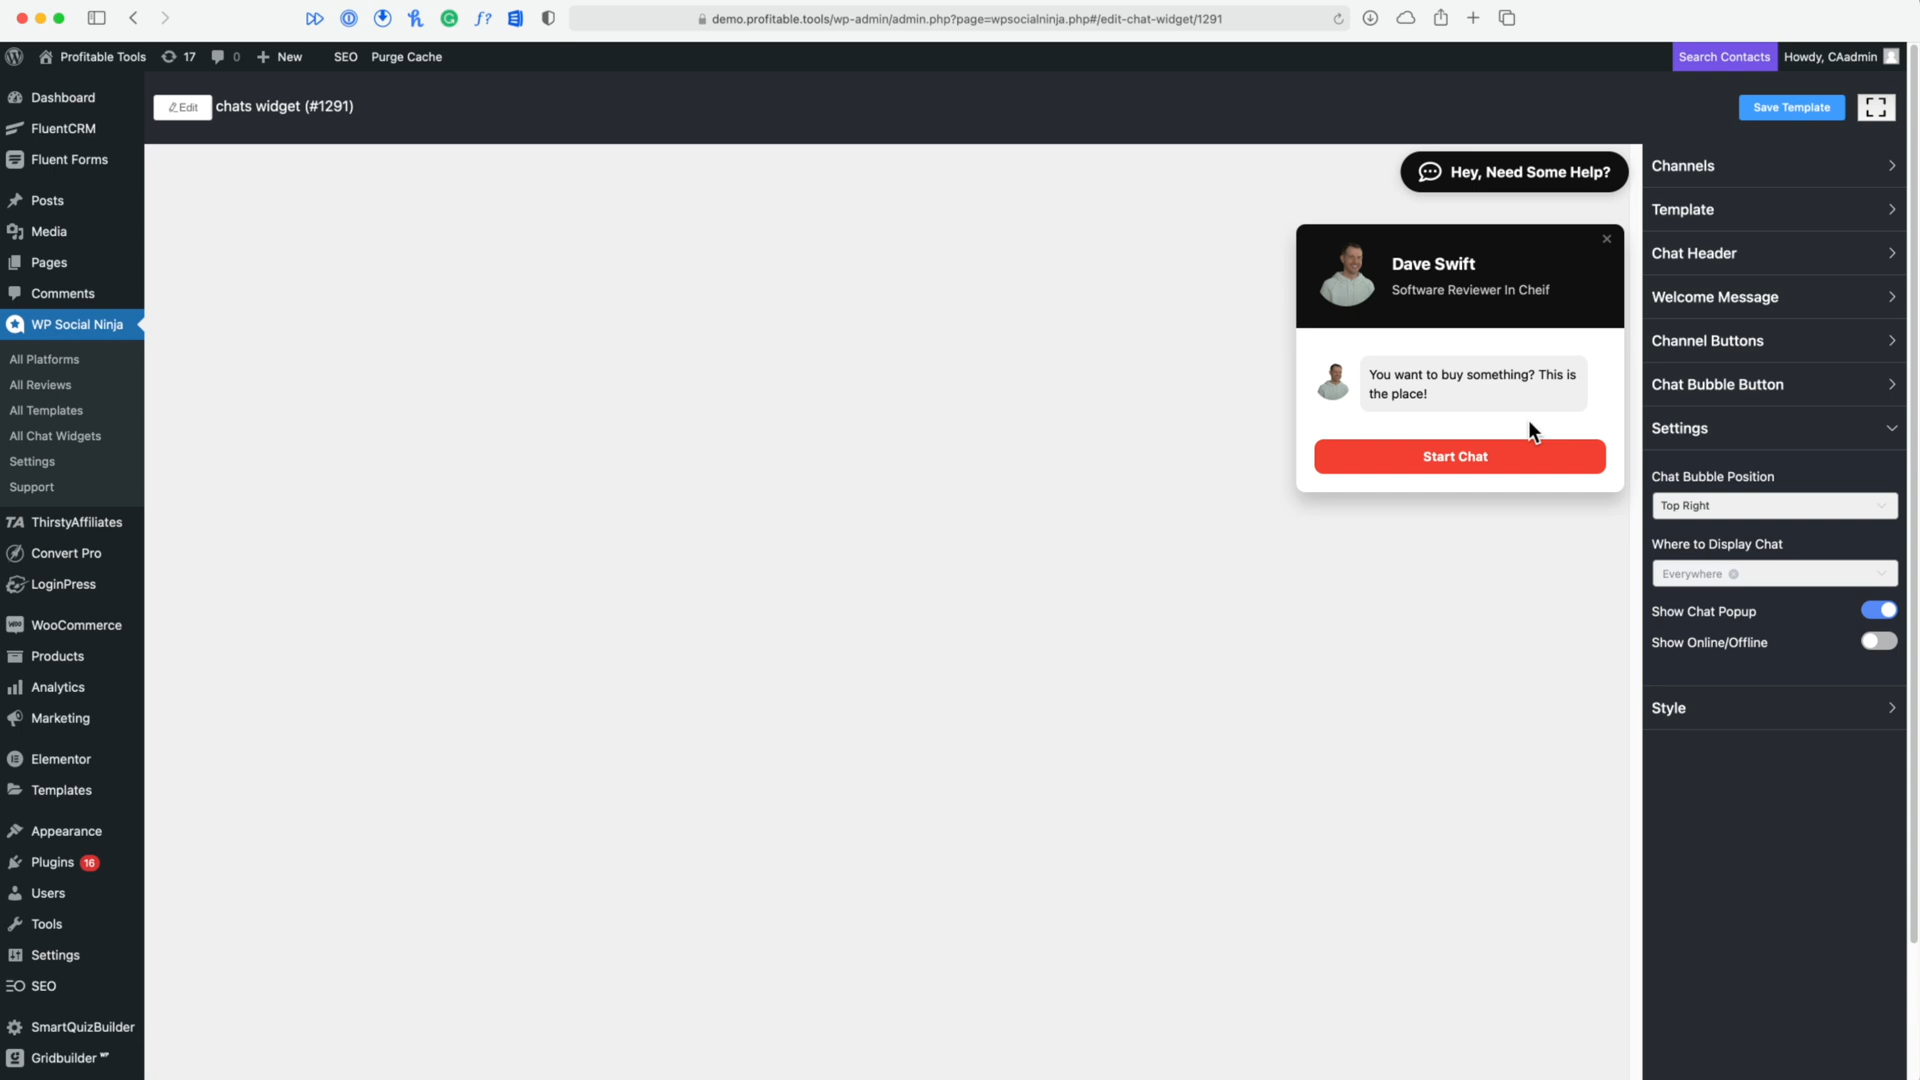 demo.profitable.tools/wp-admin/admin.php?page=wpsocialninja.php#/edit-chat-widget/1291
Profitable Tools
17
0
New
SEO
Purge Cache
Search Contacts
Howdy, CAadmin
Dashboard
FluentCRM
Fluent Forms
Posts
Media
Pages
Comments
WP Social Ninja
All Platforms
All Reviews
All Templates
All Chat Widgets
Settings
Support
ThirstyAffiliates
Convert Pro
LoginPress
WooCommerce
Products
Analytics
Marketing
Elementor
Templates
Appearance
Plugins 16
Users
Tools
Settings
SEO
SmartQuizBuilder
Gridbuilder WP
Edit
chats widget (#1291)
Save Template
Hey, Need Some Help?
Dave Swift
Software Reviewer In Cheif
You want to buy something? This is
the place!
Start Chat
Channels
Template
Chat Header
Welcome Message
Channel Buttons
Chat Bubble Button
Settings
Chat Bubble Position
Top Right
Where to Display Chat
Everywhere
Show Chat Popup
Show Online/Offline
Style